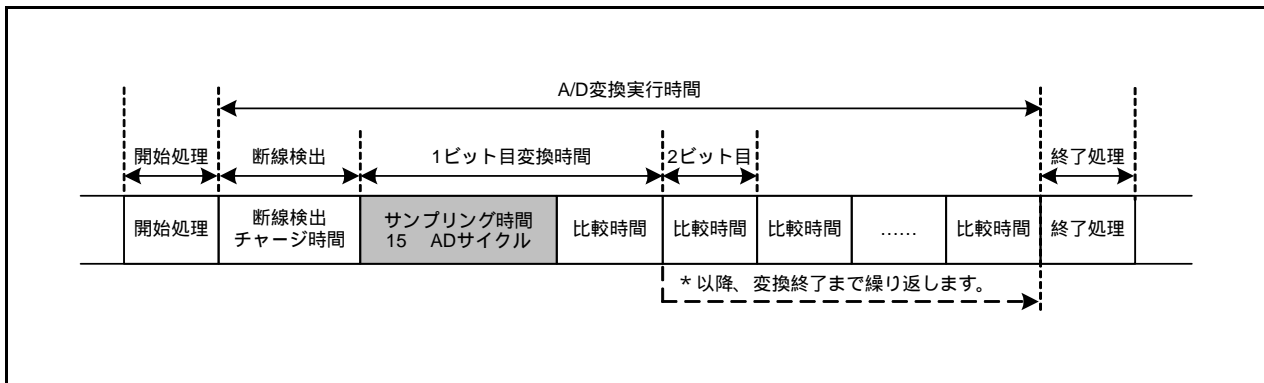 A/D変換実行時間
開始処理 断線検出 1ビット目変換時間 2ビット目 終了処理
開始処理
断線検出
チャージ時間
サンプリング時間
15 ADサイクル
比較時間
比較時間
比較時間
……
比較時間
終了処理
*以降、変換終了まで繰り返します。